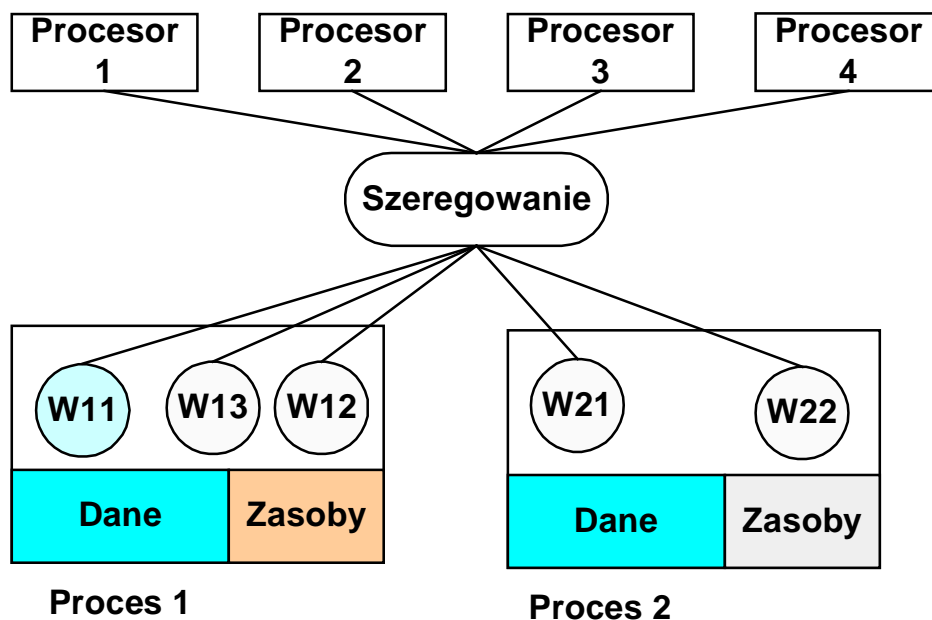 Procesor
1
Procesor
2
Procesor
3
Procesor
4
Szeregowanie
W11
W13
W12
W21
W22
Dane
Zasoby
Dane
Zasoby
Proces 1
Proces 2